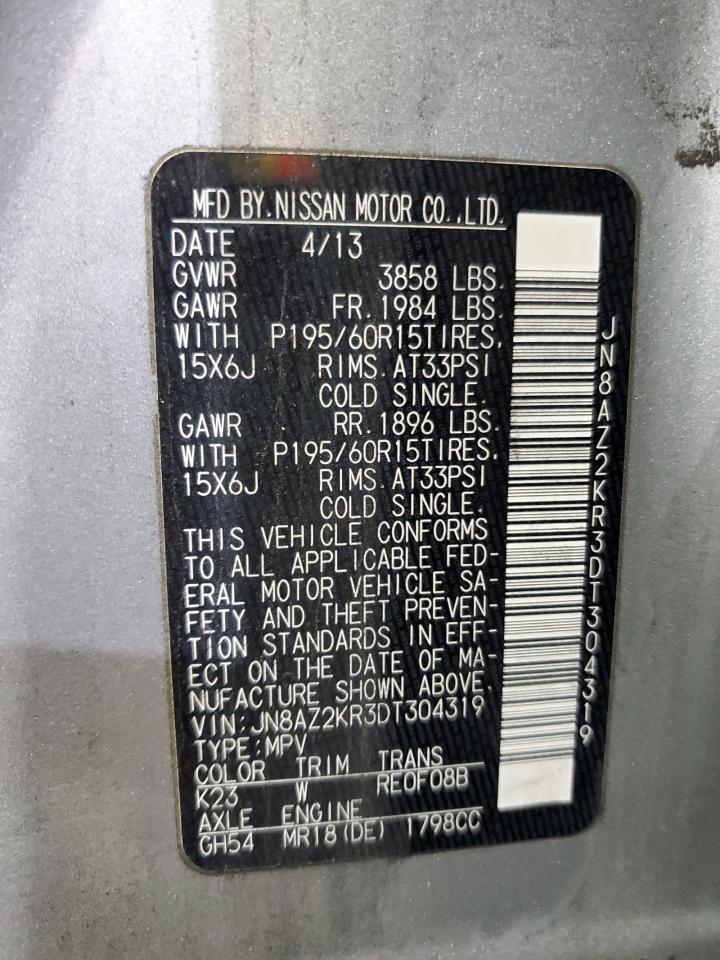 MFD BY.NISSAN MOTOR CO.,LTD.
DATE 4/13
GVWR 3858 LBS.
GAWR FR.1984 LBS.
WITH P195/60R15TIRES,
15X6J RIMS.AT33PSI
COLD SINGLE.
GAWR RR.1896 LBS.
WITH P195/60R15TIRES,
15X6J RIMS.AT33PSI
COLD SINGLE.
THIS VEHICLE CONFORMS
TO ALL APPLICABLE FED-
ERAL MOTOR VEHICLE SA-
FETY AND THEFT PREVEN-
TION STANDARDS IN EFF-
ECT ON THE DATE OF MA-
NUFACTURE SHOWN ABOVE.
VIN:JN8AZ2KR3DT304319
TYPE:MPV
COLOR TRIM TRANS
K23 W RE0F08B
AXLE ENGINE
GH54 MR18(DE) 1798CC
JN8AZ2KR3DT304319